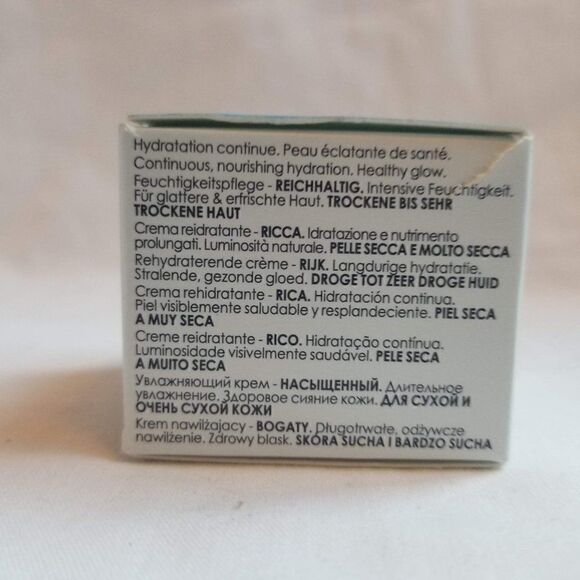 Hydratation continue. Peau éclatante de santé.
Continuous, nourishing hydration. Healthy glow.
Feuchtigkeitspflege - REICHHALTIG. Intensive Feuchtigkeit.
Für glattere & erfrischte Haut. TROCKENE BIS SEHR
TROCKENE HAUT
Crema reidratante - RICCA. Idratazione e nutrimento
prolungati. Luminosità naturale. PELLE SECCA E MOLTO SECCA
Rehydraterende crème - RIJK. Langdurige hydratatie.
Stralende, gezonde gloed. DROGE TOT ZEER DROGE HUID
Crema rehidratante - RICA. Hidratación continua.
Piel visiblemente saludable y resplandeciente. PIEL SECA
A MUY SECA
Creme reidratante - RICO. Hidratação contínua.
Luminosidade visivelmente saudável. PELE SECA
A MUITO SECA
Увлажняющий крем - НАСЫЩЕННЫЙ. Длительное
увлажнение. Здоровое сияние кожи. ДЛЯ СУХОЙ И
ОЧЕНЬ СУХОЙ КОЖИ
Krem nawilżający - BOGATY. Długotrwałe, odżywcze
nawilżenie. Zdrowy blask. SKÓRA SUCHA I BARDZO SUCHA